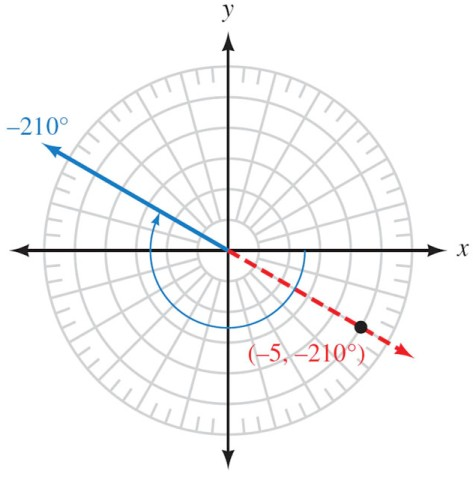 y
–210°
x
(–5, –210°)